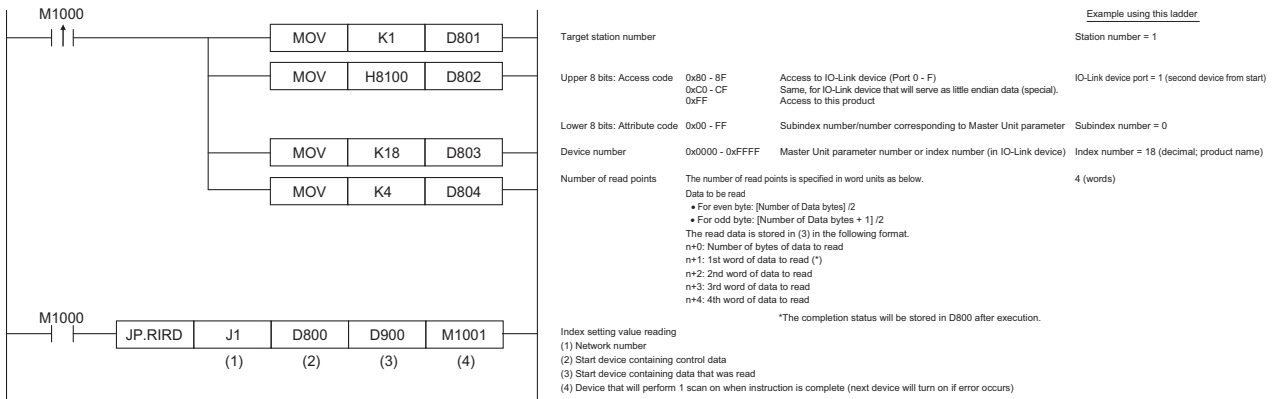 Example using this ladder
M1000
MOV K1 D801 Target station number Station number = 1
MOV H8100 D802 Upper 8 bits: Access code 0x80 - 8F Access to IO-Link device (Port 0 - F) IO-Link device port = 1 (second device from start)
0xC0 - CF Same, for IO-Link device that will serve as little endian data (special).
0xFF Access to this product
Lower 8 bits: Attribute code 0x00 - FF Subindex number/number corresponding to Master Unit parameter Subindex number = 0
MOV K18 D803 Device number 0x0000 - 0xFFFF Master Unit parameter number or index number (in IO-Link device) Index number = 18 (decimal; product name)
MOV K4 D804 Number of read points The number of read points is specified in word units as below. 4 (words)
Data to be read
• For even byte: [Number of Data bytes] /2
• For odd byte: [Number of Data bytes + 1] /2
The read data is stored in (3) in the following format.
n+0: Number of bytes of data to read
n+1: 1st word of data to read (*)
n+2: 2nd word of data to read
n+3: 3rd word of data to read
n+4: 4th word of data to read
*The completion status will be stored in D800 after execution.
M1000
JP.RIRD J1 D800 D900 M1001
(1) (2) (3) (4)
Index setting value reading
(1) Network number
(2) Start device containing control data
(3) Start device containing data that was read
(4) Device that will perform 1 scan on when instruction is complete (next device will turn on if error occurs)